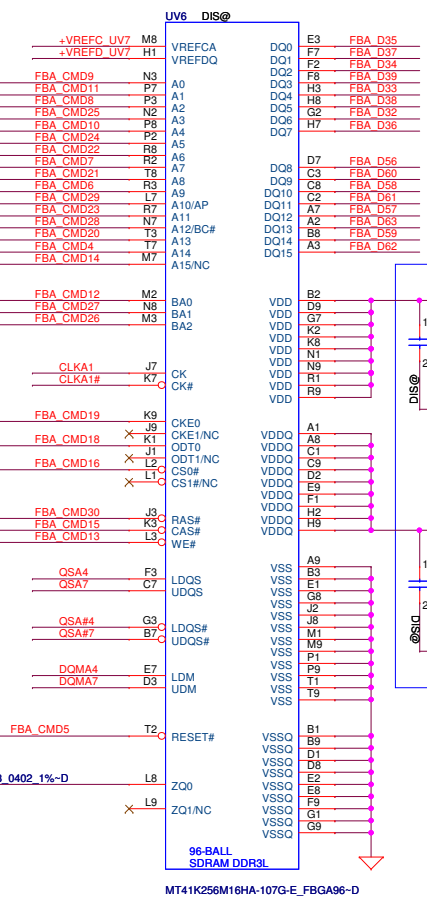 UV6 DIS@
+VREFC_UV7 M8 VREFCA E3 DQ0 FBA_D35
+VREFD_UV7 H1 VREFDQ F7 DQ1 FBA_D37
F2 DQ2 FBA_D34
FBA_CMD9 N3 A0 F8 DQ3 FBA_D39
FBA_CMD11 P7 A1 H3 DQ4 FBA_D33
FBA_CMD8 P3 A2 H8 DQ5 FBA_D38
FBA_CMD25 N2 A3 G2 DQ6 FBA_D32
FBA_CMD10 P8 A4 H7 DQ7 FBA_D36
FBA_CMD24 P2 A5
FBA_CMD22 R8 A6
FBA_CMD7 R2 A7 D7 DQ8 FBA_D56
FBA_CMD21 T8 A8 C3 DQ9 FBA_D60
FBA_CMD6 R3 A9 C8 DQ10 FBA_D58
FBA_CMD29 L7 A10/AP C2 DQ11 FBA_D61
FBA_CMD23 R7 A11 A7 DQ12 FBA_D57
FBA_CMD28 N7 A12/BC# A2 DQ13 FBA_D63
FBA_CMD20 T3 A13 B8 DQ14 FBA_D59
FBA_CMD4 T7 A14 A3 DQ15 FBA_D62
FBA_CMD14 M7 A15/NC
FBA_CMD12 M2 BA0 B2 VDD
FBA_CMD27 N8 BA1 D9 VDD
FBA_CMD26 M3 BA2 G7 VDD
K2 VDD
K8 VDD
N1 VDD
CLKA1 J7 CK N9 VDD
CLKA1# K7 CK# R1 VDD
R9 VDD
FBA_CMD19 K9 CKE0
J9 CKE1/NC A1 VDDQ
FBA_CMD18 K1 ODT0 A8 VDDQ
J1 ODT1/NC C1 VDDQ
FBA_CMD16 L2 CS0# C9 VDDQ
L1 CS1#/NC D2 VDDQ
E9 VDDQ
F1 VDDQ
FBA_CMD30 J3 RAS# H2 VDDQ
FBA_CMD15 K3 CAS# H9 VDDQ
FBA_CMD13 L3 WE#
A9 VSS
QSA4 F3 LDQS B3 VSS
QSA7 C7 UDQS E1 VSS
G8 VSS
J2 VSS
QSA#4 G3 LDQS# J8 VSS
QSA#7 B7 UDQS# M1 VSS
M9 VSS
P1 VSS
DQMA4 E7 LDM P9 VSS
DQMA7 D3 UDM T1 VSS
T9 VSS
FBA_CMD5 T2 RESET# B1 VSSQ
B9 VSSQ
D1 VSSQ
D8 VSSQ
_0402_1%~D L8 ZQ0 E2 VSSQ
E8 VSSQ
L9 ZQ1/NC F9 VSSQ
G1 VSSQ
G9 VSSQ
1
2
DIS@
1
2
DIS@
96-BALL
SDRAM DDR3L
MT41K256M16HA-107G-E_FBGA96~D